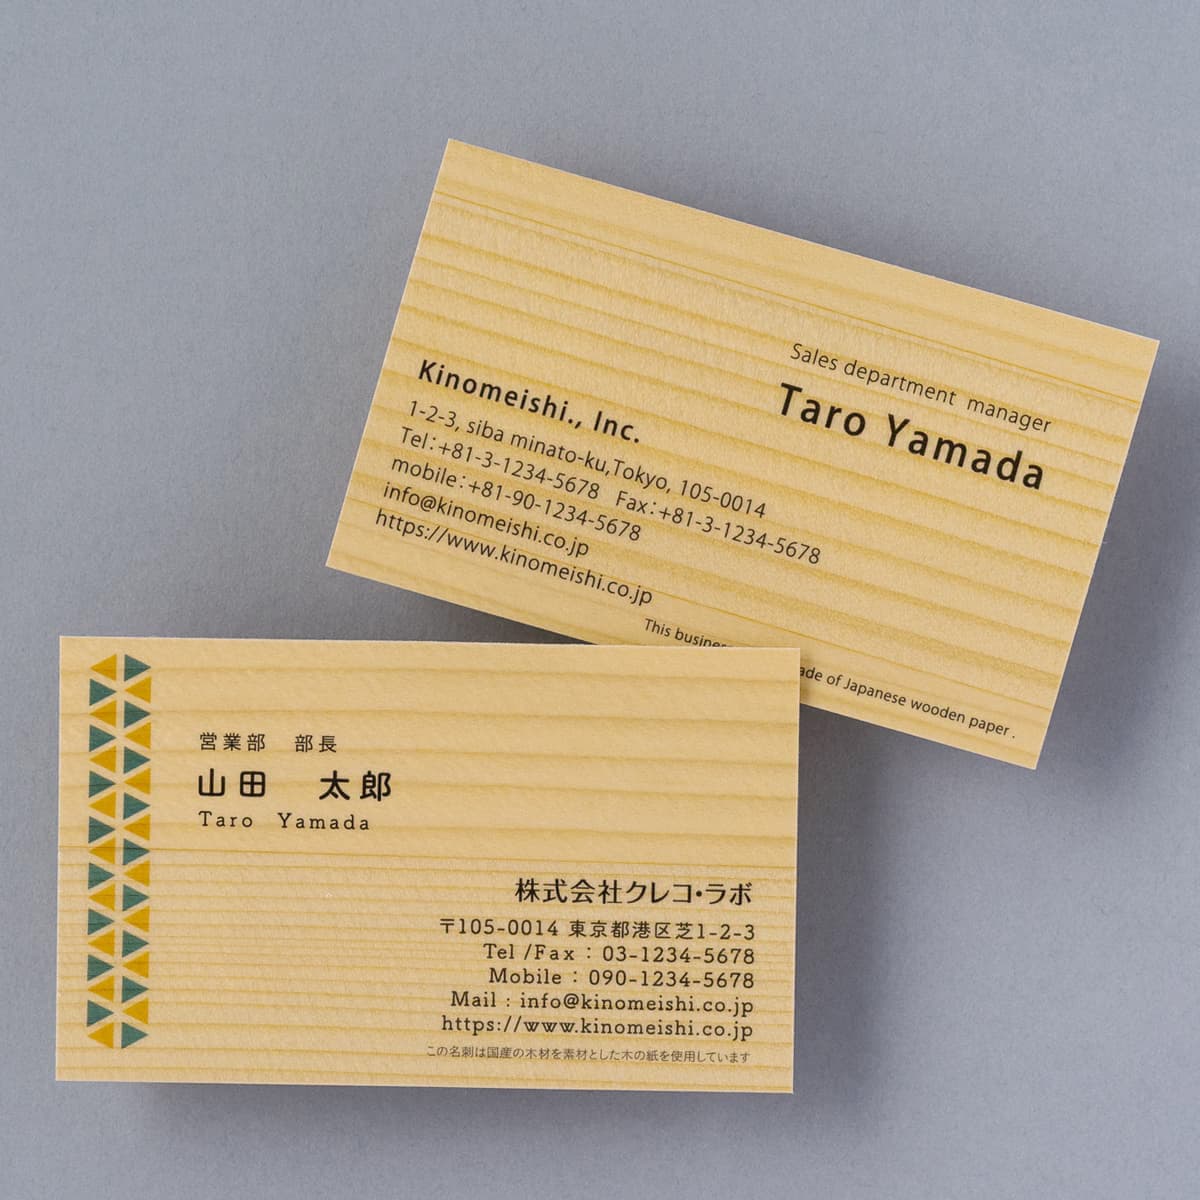 Sales department manager
Taro Yamada
Kinomeishi., Inc.
1-2-3, siba minato-ku,Tokyo, 105-0014
Tel:+81-3-1234-5678 Fax:+81-3-1234-5678
mobile:+81-90-1234-5678
info@kinomeishi.co.jp
https://www.kinomeishi.co.jp
This of Japanese wooden paper.
営業部 部長
山田 太郎
Taro Yamada
株式会社クレコ・ラボ
〒105-0014 東京都港区芝1-2-3
Tel /Fax : 03-1234-5678
Mobile : 090-1234-5678
Mail : info@kinomeishi.co.jp
https://www.kinomeishi.co.jp
この名刺は国産の木材を素材とした木の紙を使用しています